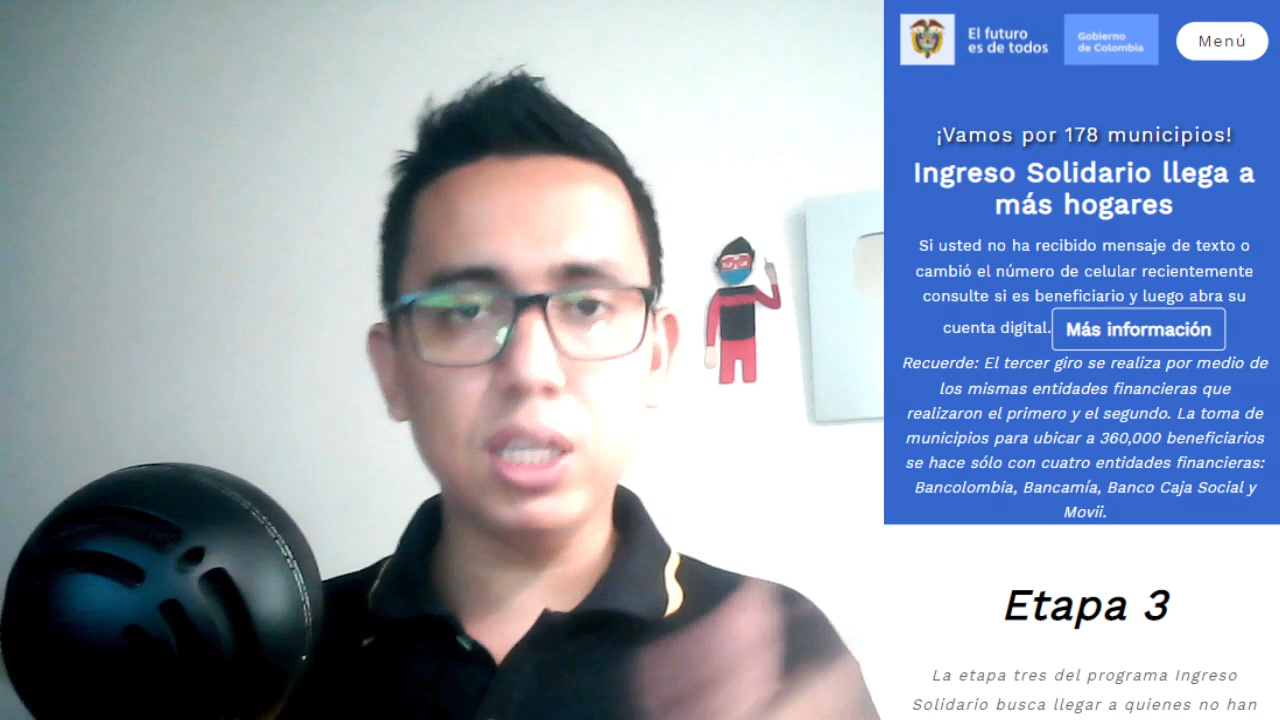 El futuro
es de todos
Gobierno
de Colombia
Menú
¡Vamos por 178 municipios!
Ingreso Solidario llega a
más hogares
Si usted no ha recibido mensaje de texto o
cambió el número de celular recientemente
consulte si es beneficiario y luego abra su
cuenta digital. Más información
Recuerde: El tercer giro se realiza por medio de
los mismas entidades financieras que
realizaron el primero y el segundo. La toma de
municipios para ubicar a 360,000 beneficiarios
se hace sólo con cuatro entidades financieras:
Bancolombia, Bancamía, Banco Caja Social y
Movii.
Etapa 3
La etapa tres del programa Ingreso
Solidario busca llegar a quienes no han